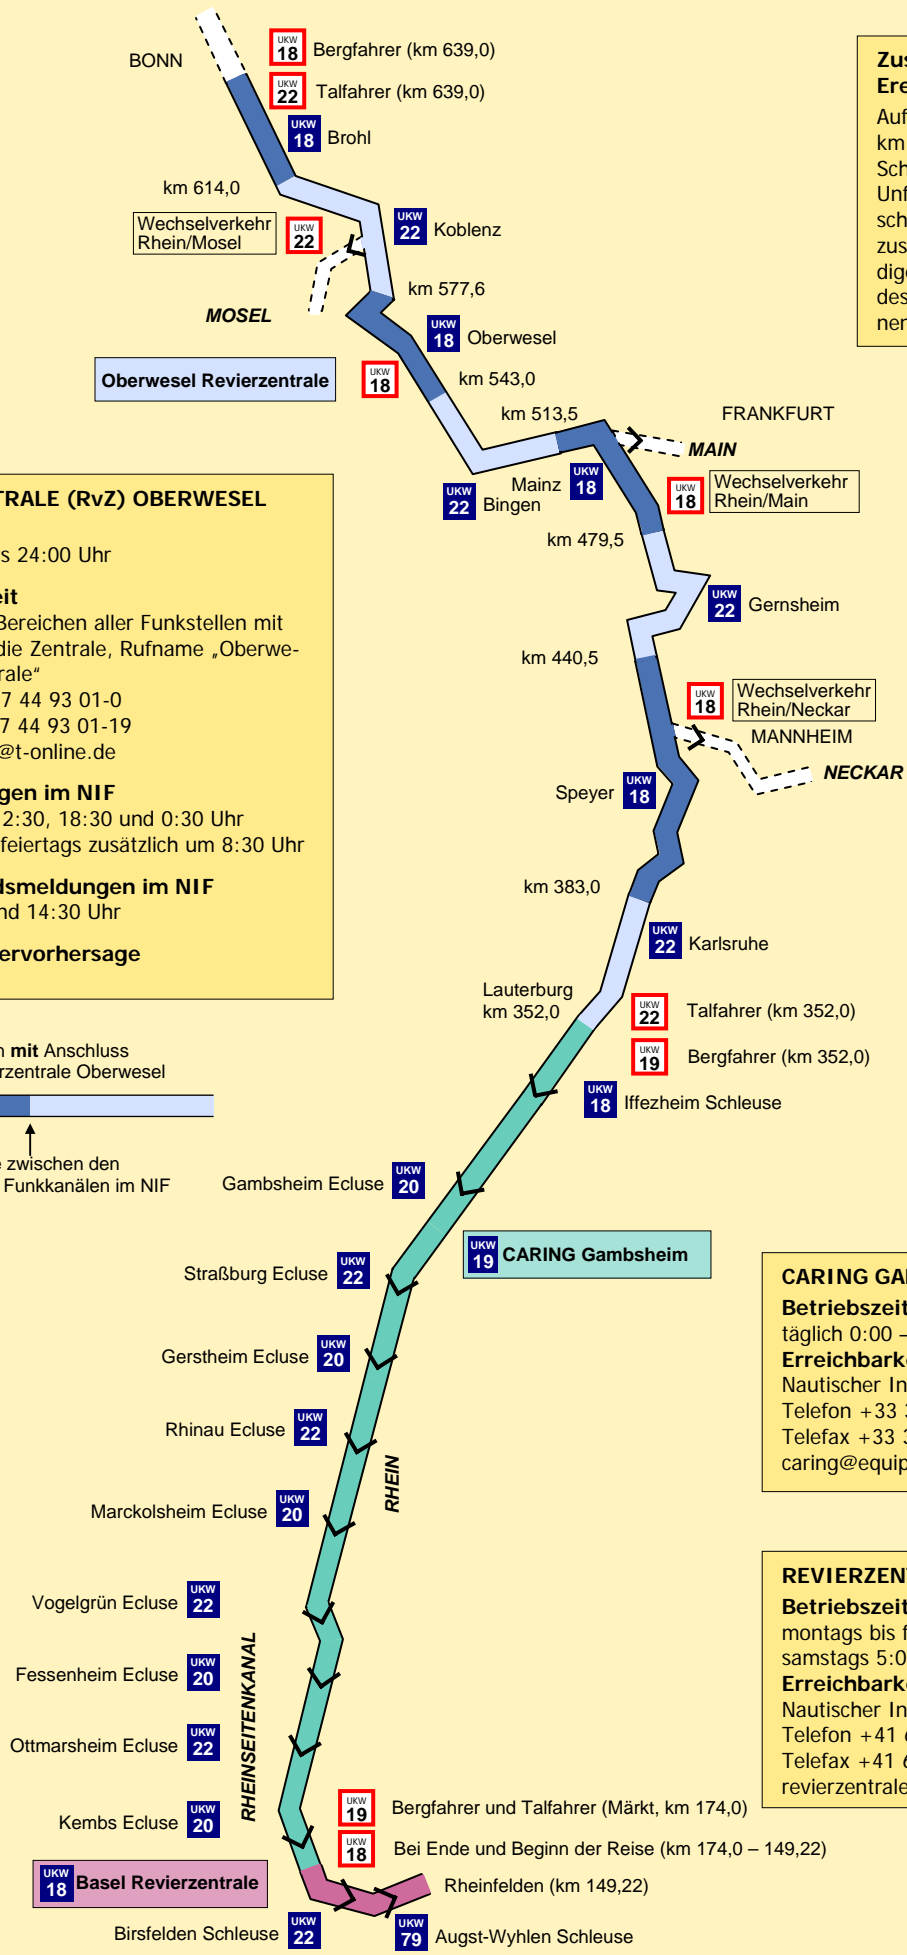 BONN
UKW
18 Bergfahrer (km 639,0)
UKW
22 Talfahrer (km 639,0)
UKW
18 Brohl
km 614,0
Wechselverkehr
Rhein/Mosel
UKW
22
UKW
22 Koblenz
MOSEL
km 577,6
UKW
18 Oberwesel
Oberwesel Revierzentrale
UKW
18
km 543,0
km 513,5
FRANKFURT
MAIN
Mainz
UKW
18
UKW
22 Bingen
UKW
18
Wechselverkehr
Rhein/Main
km 479,5
UKW
22 Gernsheim
km 440,5
UKW
18
Wechselverkehr
Rhein/Neckar
MANNHEIM
NECKAR
Speyer
UKW
18
km 383,0
UKW
22 Karlsruhe
Lauterburg
km 352,0
UKW
22 Talfahrer (km 352,0)
UKW
19 Bergfahrer (km 352,0)
UKW
18 Iffezheim Schleuse
Gambsheim Ecluse
UKW
20
UKW
19 CARING Gambsheim
Straßburg Ecluse
UKW
22
Gerstheim Ecluse
UKW
20
Rhinau Ecluse
UKW
22
RHEIN
Marckolsheim Ecluse
UKW
20
Vogelgrün Ecluse
UKW
22
Fessenheim Ecluse
UKW
20
Ottmarsheim Ecluse
UKW
22
RHEINSEITENKANAL
Kembs Ecluse
UKW
20
UKW
19 Bergfahrer und Talfahrer (Märkt, km 174,0)
UKW
18 Bei Ende und Beginn der Reise (km 174,0 – 149,22)
UKW
18 Basel Revierzentrale
Rheinfelden (km 149,22)
Birsfelden Schleuse
UKW
22
UKW
79 Augst-Wyhlen Schleuse
Zus
Ere
Auf
km
Sch
Unf
sch
zus
dige
des
nen
TRALE (RvZ) OBERWESEL
s 24:00 Uhr
eit
Bereichen aller Funkstellen mit
die Zentrale, Rufname „Oberwe-
rale“
7 44 93 01-0
7 44 93 01-19
@t-online.de
gen im NIF
2:30, 18:30 und 0:30 Uhr
feiertags zusätzlich um 8:30 Uhr
dsmeldungen im NIF
nd 14:30 Uhr
ervorhersage
n mit Anschluss
rzentrale Oberwesel
e zwischen den
Funkkanälen im NIF
CARING GA
Betriebszeit
täglich 0:00 –
Erreichbarke
Nautischer In
Telefon +33 3
Telefax +33 3
caring@equip
REVIERZEN
Betriebszeit
montags bis f
samstags 5:0
Erreichbarke
Nautischer In
Telefon +41 6
Telefax +41 6
revierzentrale